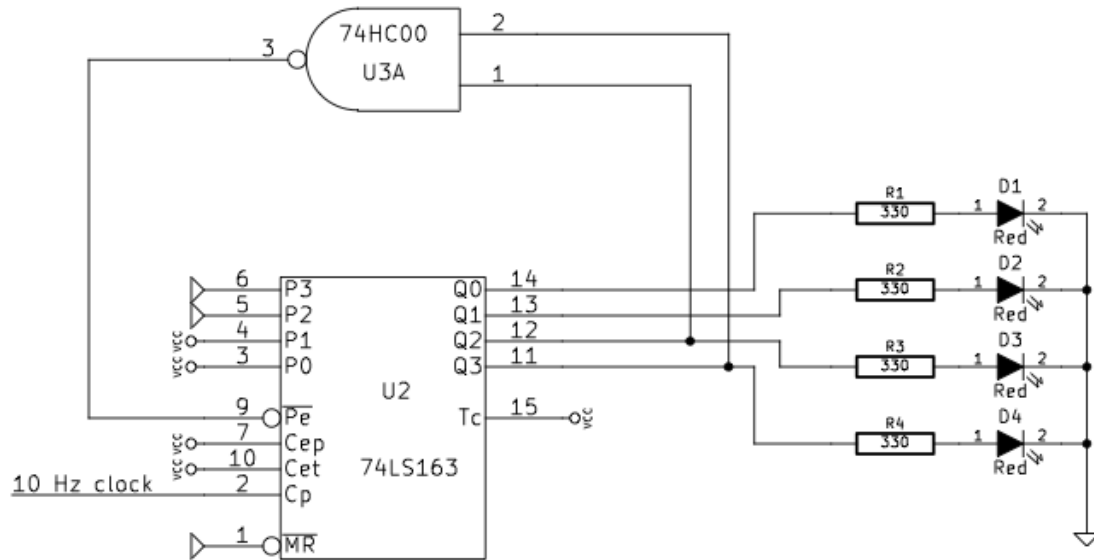 74HC00
U3A
3
2
1
R1
330
D1
1
2
Red
R2
330
D2
1
2
Red
R3
330
D3
1
2
Red
R4
330
D4
1
2
Red
6
P3
5
P2
VCC
4
P1
VCC
3
P0
9
Pe
VCC
7
Cep
VCC
10
Cet
10 Hz clock
2
Cp
1
MR
U2
74LS163
Q0
14
Q1
13
Q2
12
Q3
11
Tc
15
VCC